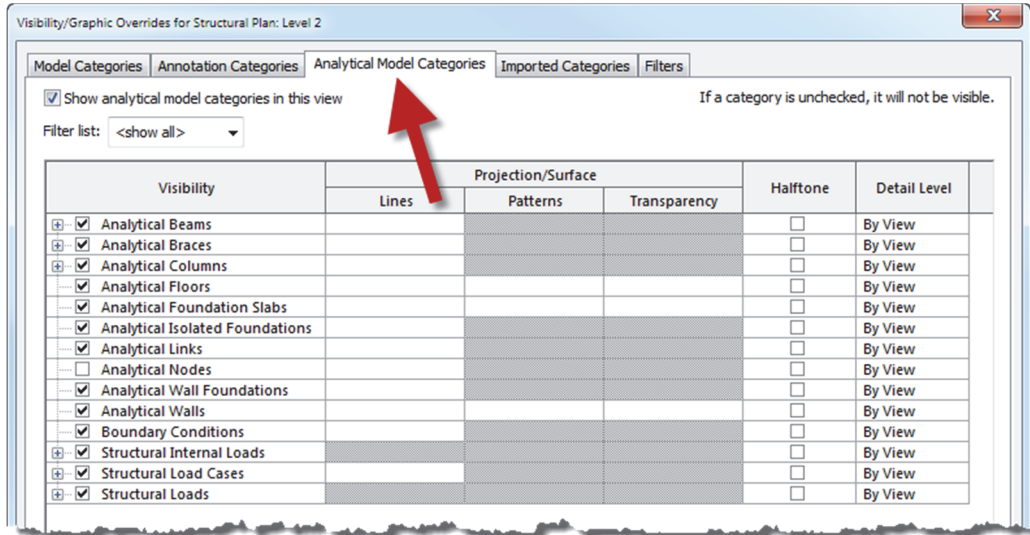 Visibility/Graphic Overrides for Structural Plan: Level 2
Model Categories Annotation Categories Analytical Model Categories Imported Categories Filters
Show analytical model categories in this view If a category is unchecked, it will not be visible.
Filter list: <show all>
Visibility Projection/Surface Halftone Detail Level
Lines Patterns Transparency
Analytical Beams By View
Analytical Braces By View
Analytical Columns By View
Analytical Floors By View
Analytical Foundation Slabs By View
Analytical Isolated Foundations By View
Analytical Links By View
Analytical Nodes By View
Analytical Wall Foundations By View
Analytical Walls By View
Boundary Conditions By View
Structural Internal Loads By View
Structural Load Cases By View
Structural Loads By View